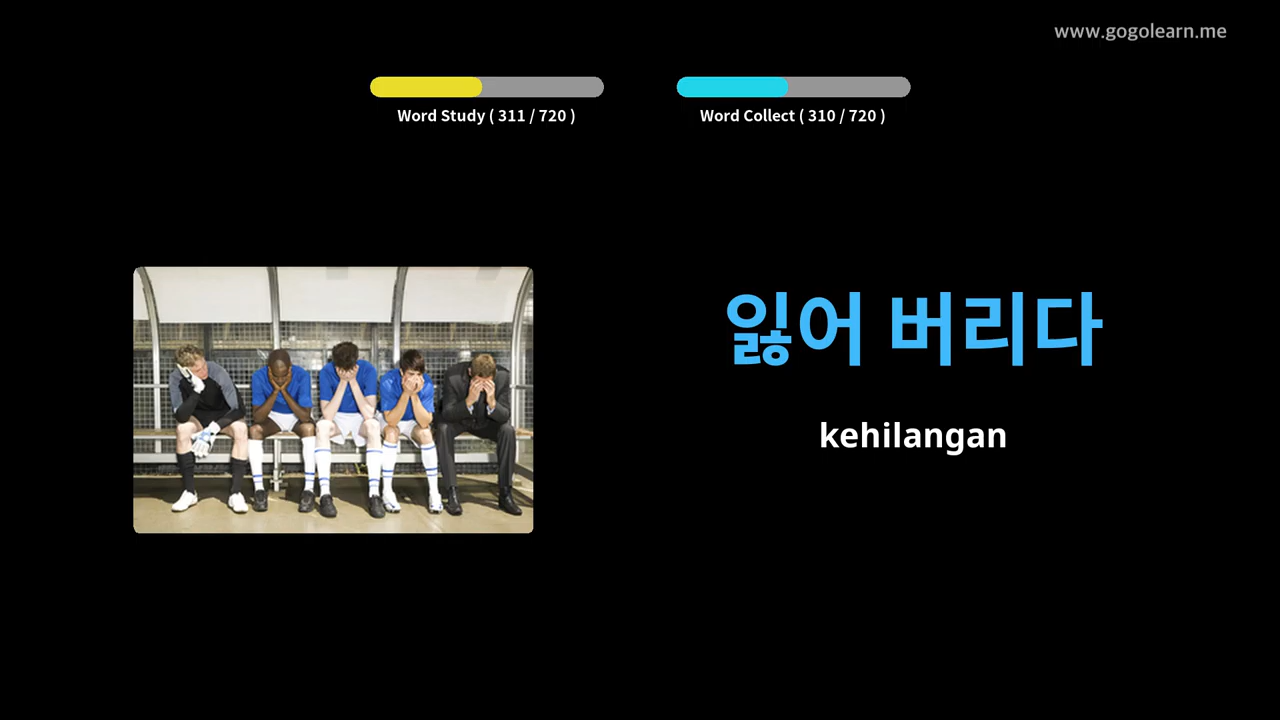 www.gogolearn.me
Word Study ( 311 / 720 )
Word Collect ( 310 / 720 )
잃어 버리다
kehilangan